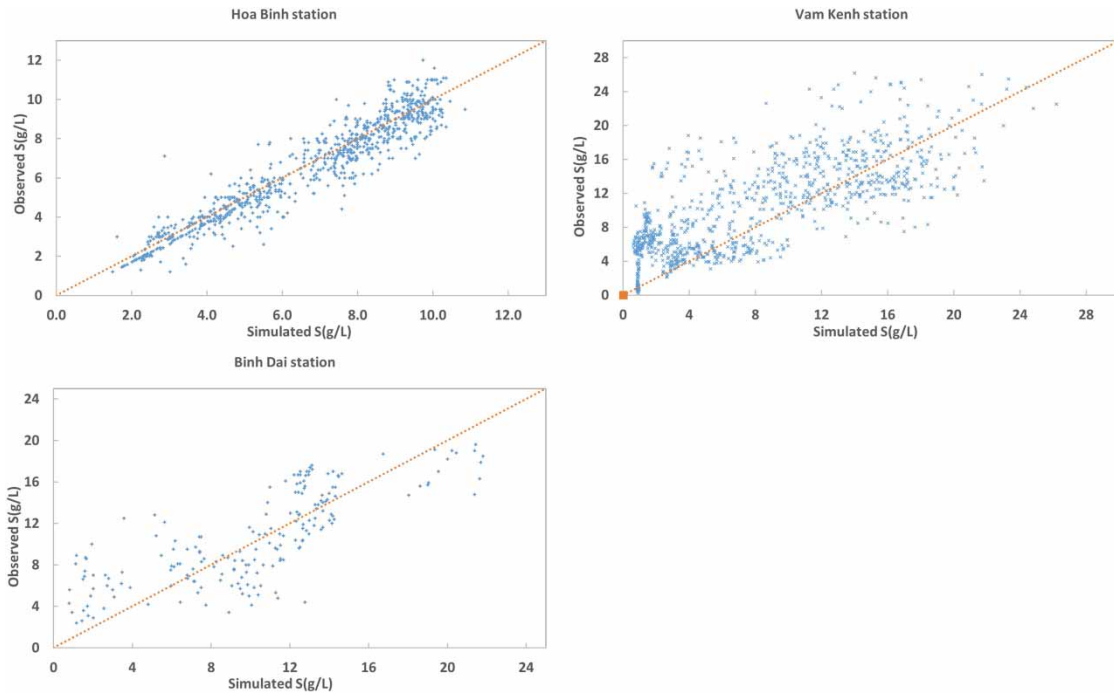 Hoa Binh station
Observed S(g/L)
12
10
8
6
4
2
0
0.0 2.0 4.0 6.0 8.0 10.0 12.0
Simulated S(g/L)
Vam Kenh station
Observed S(g/L)
28
24
20
16
12
8
4
0
0 4 8 12 16 20 24 28
Simulated S(g/L)
Binh Dai station
Observed S(g/L)
24
20
16
12
8
4
0
0 4 8 12 16 20 24
Simulated S(g/L)